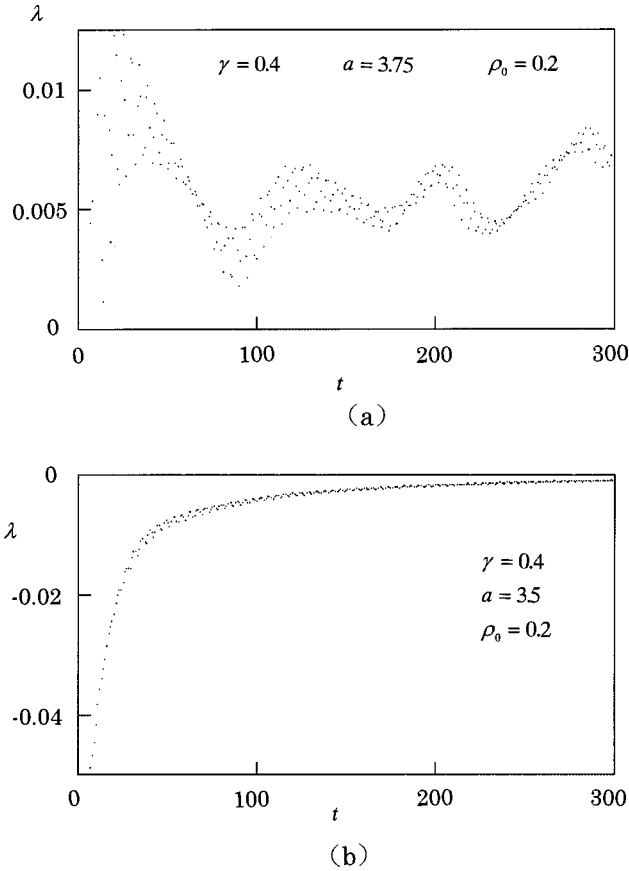 λ
γ = 0.4 a = 3.75 ρ₀ = 0.2
0.01
0.005
0
0 100 200 300
t
(a)
0
λ
γ = 0.4
-0.02
a = 3.5
ρ₀ = 0.2
-0.04
0 100 200 300
t
(b)